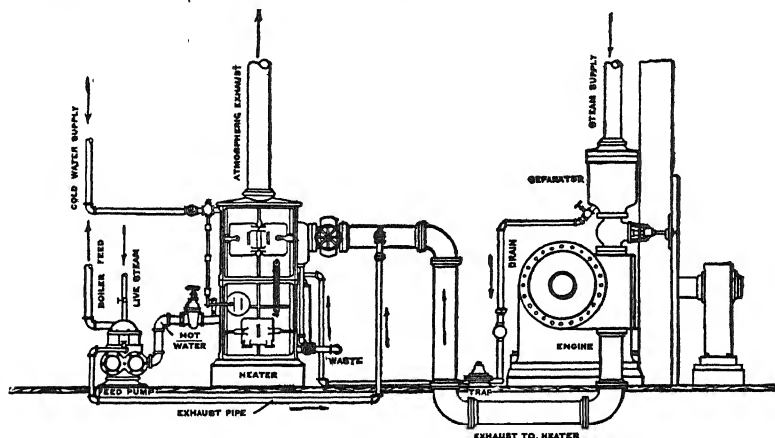 COLD WATER SUPPLY
ATMOSPHERIC EXHAUST
STEAM SUPPLY
SEPARATOR
BOILER FEED
LIVE STEAM
DRAIN
HOT
WATER
WASTE
ENGINE
HEATER
FEED PUMP
TRAP
EXHAUST PIPE
EXHAUST TO HEATER